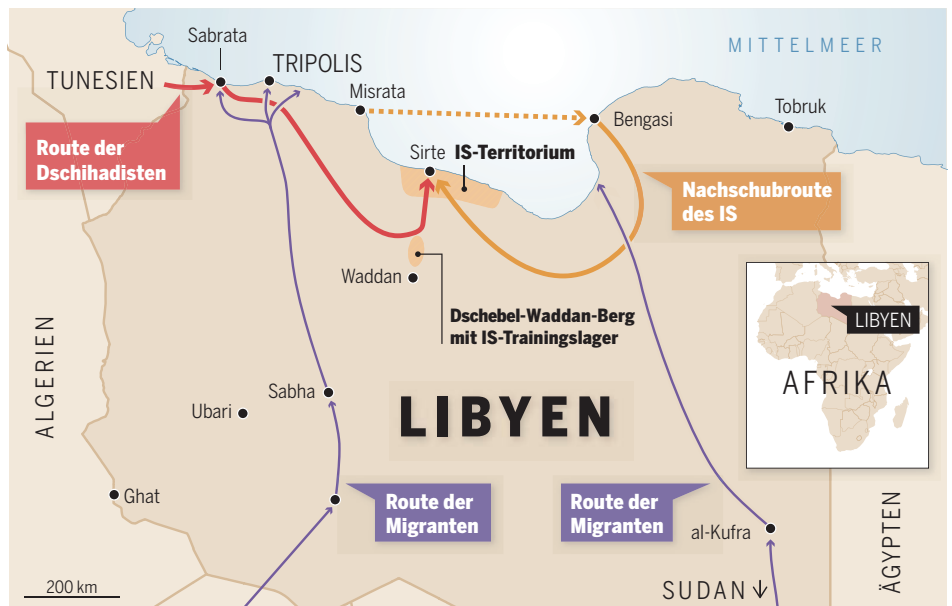 MITTELMEER
Sabrata
TRIPOLIS
TUNESIEN
Misrata
Tobruk
Bengasi
Route der
Dschihadisten
Sirte
IS-Territorium
Nachschubroute
des IS
Waddan
Dschebel-Waddan-Berg
mit IS-Trainingslager
LIBYEN
AFRIKA
ALGERIEN
Sabha
Ubari
LIBYEN
Ghat
Route der
Migranten
Route der
Migranten
al-Kufra
ÄGYPTEN
200 km
SUDAN